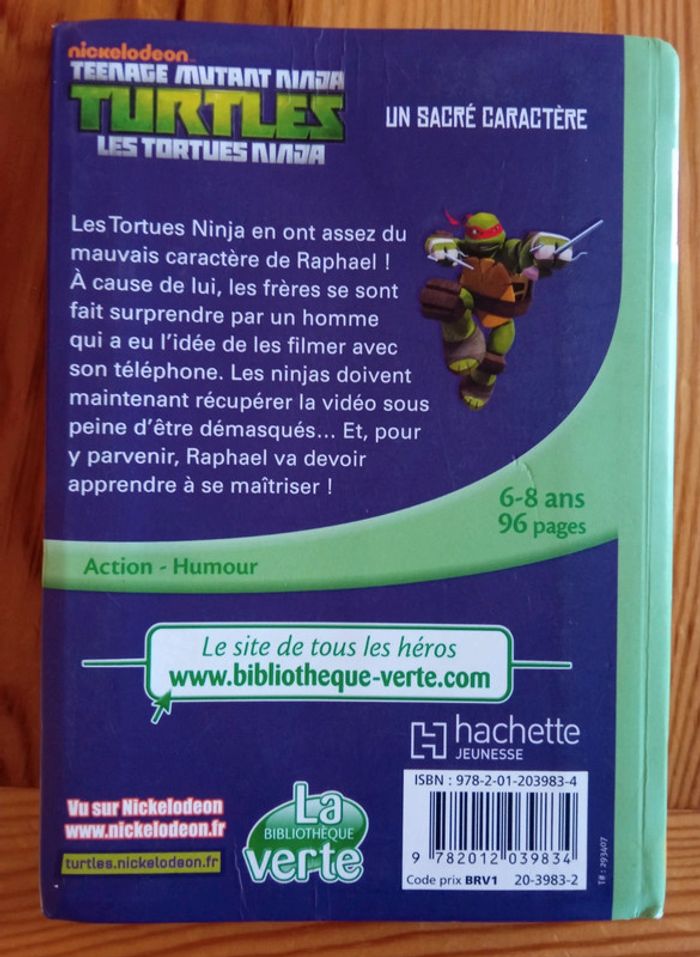 nickelodeon
TEENAGE MUTANT NINJA
TURTLES
LES TORTUES NINJA
UN SACRÉ CARACTÈRE
Les Tortues Ninja en ont assez du
mauvais caractère de Raphael !
À cause de lui, les frères se sont
fait surprendre par un homme
qui a eu l'idée de les filmer avec
son téléphone. Les ninjas doivent
maintenant récupérer la vidéo sous
peine d'être démasqués... Et, pour
y parvenir, Raphael va devoir
apprendre à se maîtriser !
6-8 ans
96 pages
Action - Humour
Le site de tous les héros
www.bibliotheque-verte.com
hachette
JEUNESSE
ISBN : 978-2-01-203983-4
9 782012 039834
Code prix BRV1 20-3983-2
T# : 293407
Vu sur Nickelodeon
www.nickelodeon.fr
turtles.nickelodeon.fr
La
BIBLIOTHÈQUE
verte